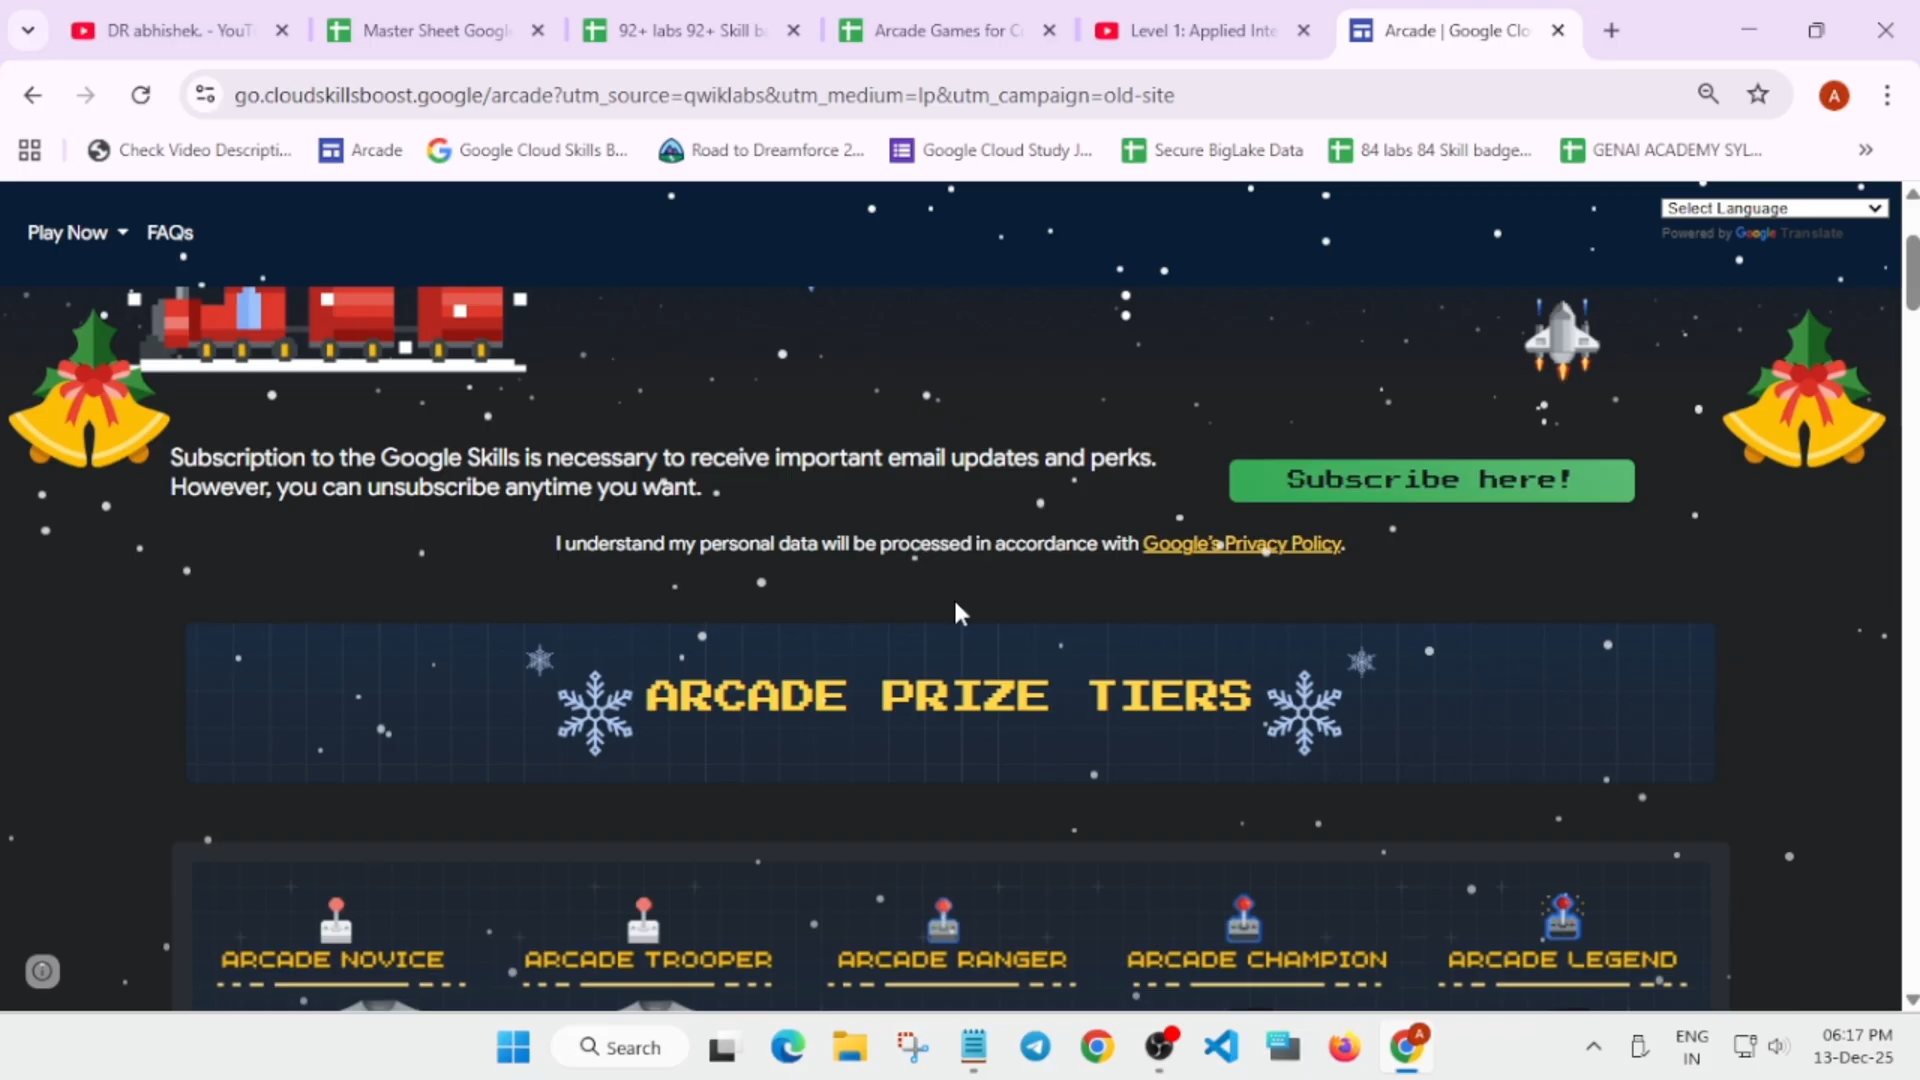 DR abhishek. - YouT
Master Sheet Googl
92+ labs 92+ Skill b
Arcade Games for C
Level 1: Applied Inte
Arcade | Google Clo
go.cloudskillsboost.google/arcade?utm_source=qwiklabs&utm_medium=lp&utm_campaign=old-site
A
Check Video Descripti...
Arcade
Google Cloud Skills B...
Road to Dreamforce 2...
Google Cloud Study J...
Secure BigLake Data
84 labs 84 Skill badge...
GENAI ACADEMY SYL...
Play Now
FAQs
Select Language
Powered by Google Translate
Subscription to the Google Skills is necessary to receive important email updates and perks.
However, you can unsubscribe anytime you want.
Subscribe here!
I understand my personal data will be processed in accordance with Google's Privacy Policy.
ARCADE PRIZE TIERS
ARCADE NOVICE
ARCADE TROOPER
ARCADE RANGER
ARCADE CHAMPION
ARCADE LEGEND
Search
A
ENG
IN
06:17 PM
13-Dec-25